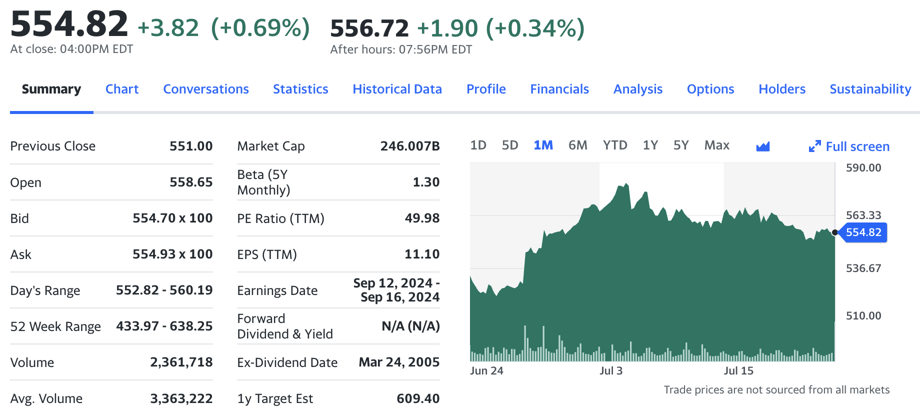 554.82 +3.82 (+0.69%) 556.72 +1.90 (+0.34%)
At close: 04:00PM EDT After hours: 07:56PM EDT
Summary Chart Conversations Statistics Historical Data Profile Financials Analysis Options Holders Sustainability
Previous Close 551.00
Open 558.65
Bid 554.70 x 100
Ask 554.93 x 100
Day's Range 552.82 - 560.19
52 Week Range 433.97 - 638.25
Volume 2,361,718
Avg. Volume 3,363,222
Market Cap 246.007B
Beta (5Y
Monthly) 1.30
PE Ratio (TTM) 49.98
EPS (TTM) 11.10
Earnings Date Sep 12, 2024 -
Sep 16, 2024
Forward
Dividend & Yield N/A (N/A)
Ex-Dividend Date Mar 24, 2005
1y Target Est 609.40
1D 5D 1M 6M YTD 1Y 5Y Max Full screen
590.00
563.33
554.82
536.67
510.00
Jun 24 Jul 3 Jul 15
Trade prices are not sourced from all markets